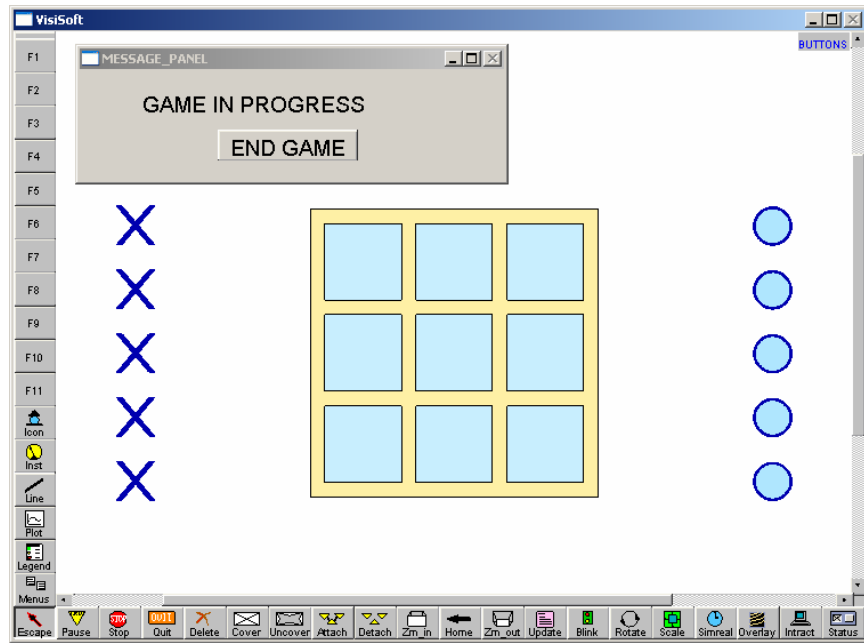 VisiSoft
BUTTONS
MESSAGE_PANEL
GAME IN PROGRESS
END GAME
F1
F2
F3
F4
F5
F6
F7
F8
F9
F10
F11
Icon
Inst
Line
Plot
Legend
Menus
Escape Pause Stop Quit Delete Cover Uncover Attach Detach Zm_in Home Zm_out Update Blink Rotate Scale Simreal Overlay Intract Status